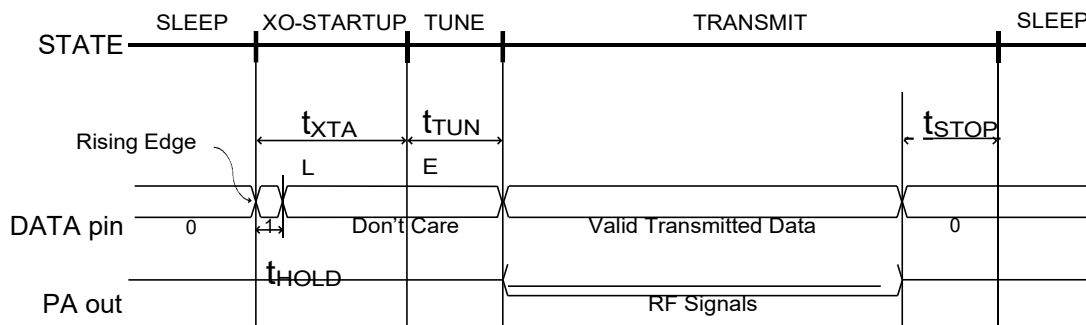 SLEEP XO-STARTUP TUNE TRANSMIT SLEEP
STATE
tXTA tTUN tSTOP
Rising Edge
L E
DATA pin 0 1 Don't Care Valid Transmitted Data 0
tHOLD
PA out RF Signals